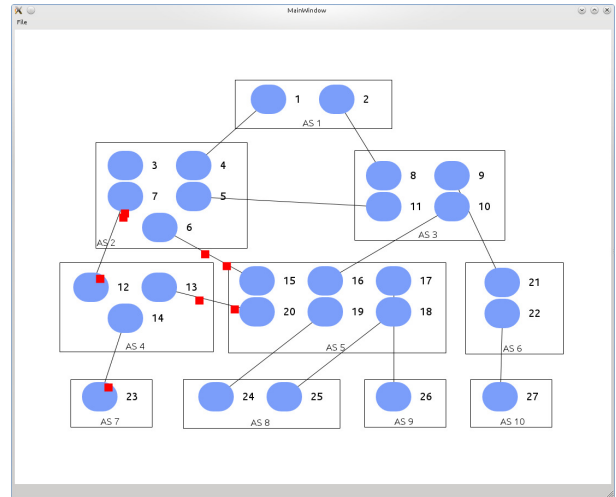 MainWindow
File
1 2
AS 1
3 4
7 5
6
AS 2
8 9
11 10
AS 3
12 13
14
AS 4
15 16 17
20 19 18
AS 5
21
22
AS 6
23
AS 7
24 25
AS 8
26
AS 9
27
AS 10